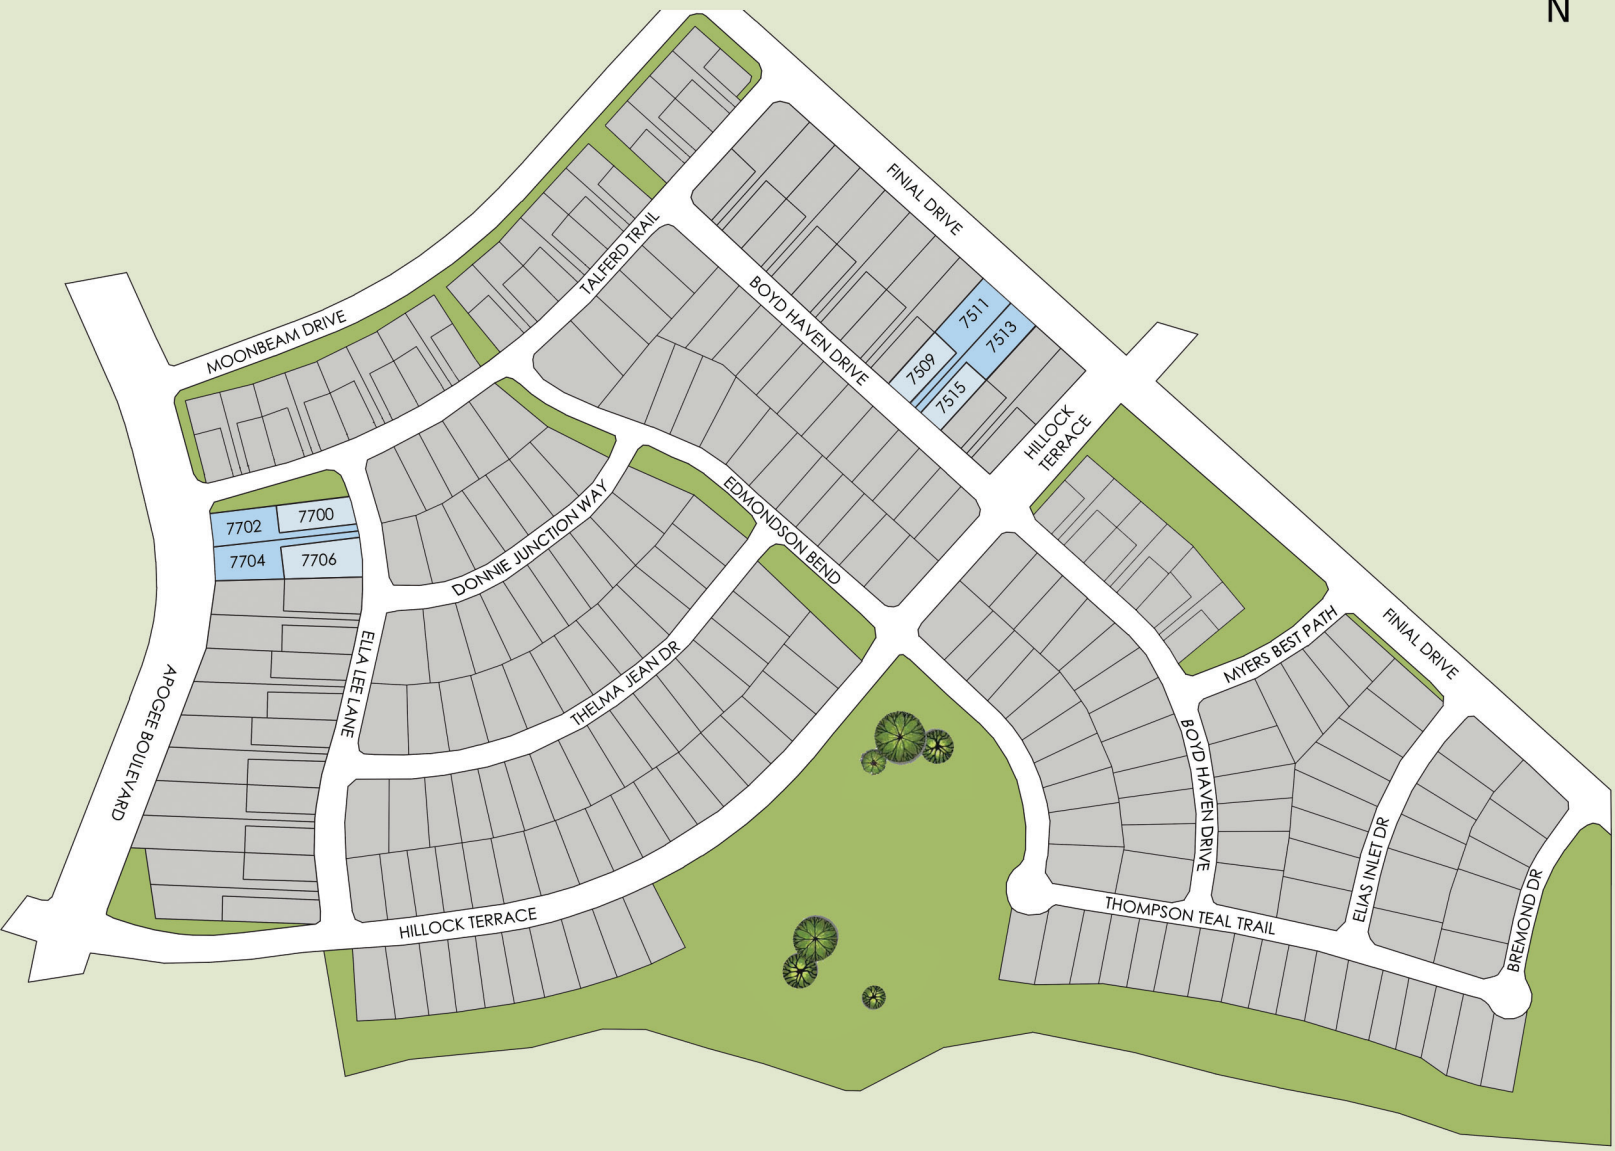 N
FINIAL DRIVE
TALFERD TRAIL
BOYD HAVEN DRIVE
7511
7513
7509
7515
MOONBEAM DRIVE
HILLOCK
TERRACE
7700
7702
7704
7706
DONNIE JUNCTION WAY
EDMONDSON BEND
ELLA LEE LANE
THELMA JEAN DR
MYERS BEST PATH
FINIAL DRIVE
APOGEE BOULEVARD
BOYD HAVEN DRIVE
ELIAS INLET DR
BREMOND DR
HILLOCK TERRACE
THOMPSON TEAL TRAIL